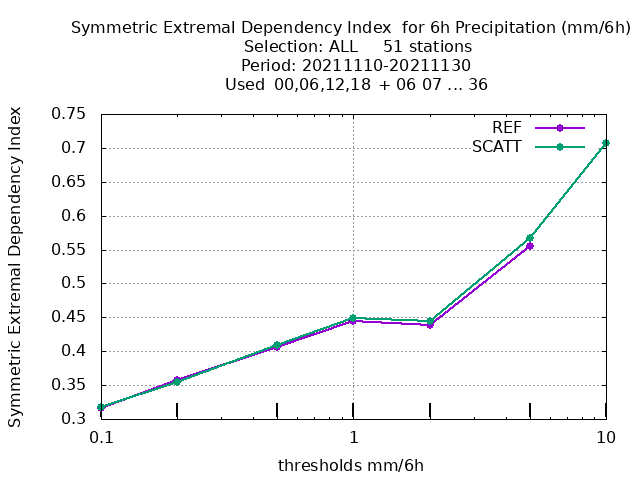 Symmetric Extremal Dependency Index  for 6h Precipitation (mm/6h)
Selection: ALL     51 stations
Period: 20211110-20211130
Used  00,06,12,18  + 06 07 ... 36
Symmetric Extremal Dependency Index
0.75
0.7
0.65
0.6
0.55
0.5
0.45
0.4
0.35
0.3
REF
SCATT
0.1
1
10
thresholds mm/6h